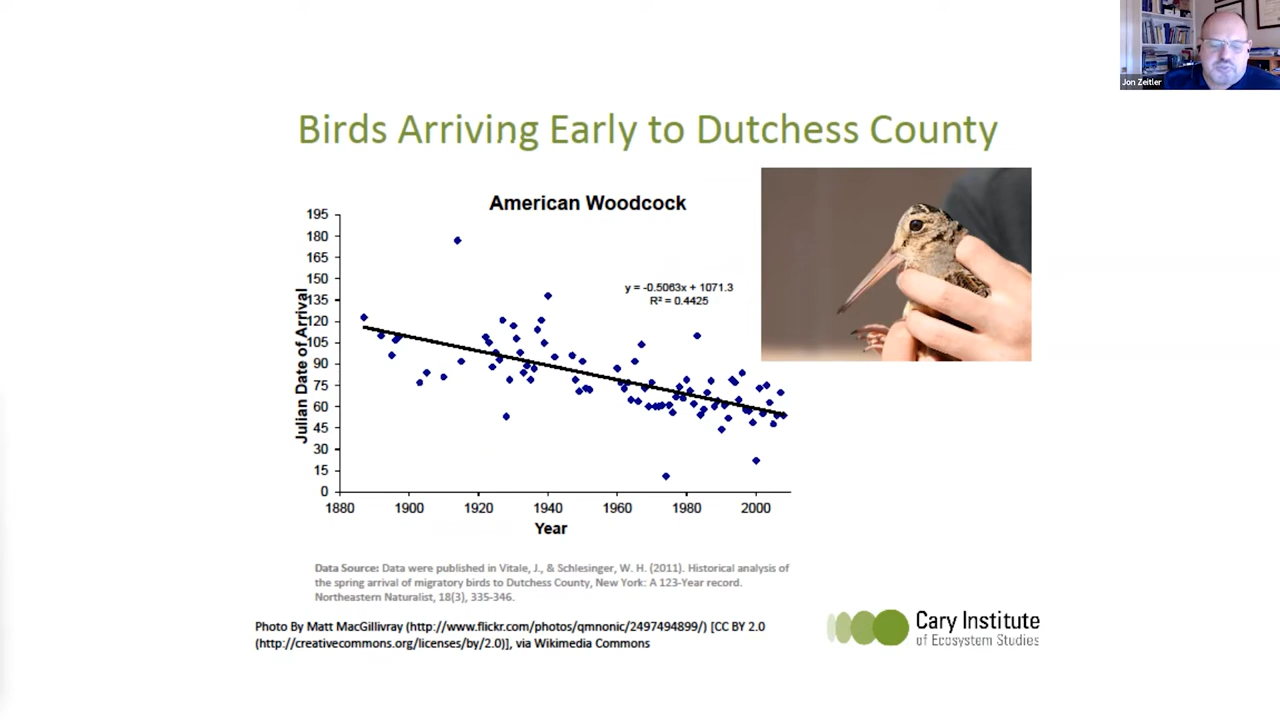 Jon Zeitler
Birds Arriving Early to Dutchess County
American Woodcock
195
180
165
150
135
120
105
90
75
60
45
30
15
0
Julian Date of Arrival
y = -0.5063x + 1071.3
R² = 0.4425
1880 1900 1920 1940 1960 1980 2000
Year
Data Source: Data were published in Vitale, J., & Schlesinger, W. H. (2011). Historical analysis of
the spring arrival of migratory birds to Dutchess County, New York: A 123-Year record.
Northeastern Naturalist, 18(3), 335-346.
Photo By Matt MacGillivray (http://www.flickr.com/photos/qmnonic/2497494899/) [CC BY 2.0
(http://creativecommons.org/licenses/by/2.0)], via Wikimedia Commons
Cary Institute
of Ecosystem Studies